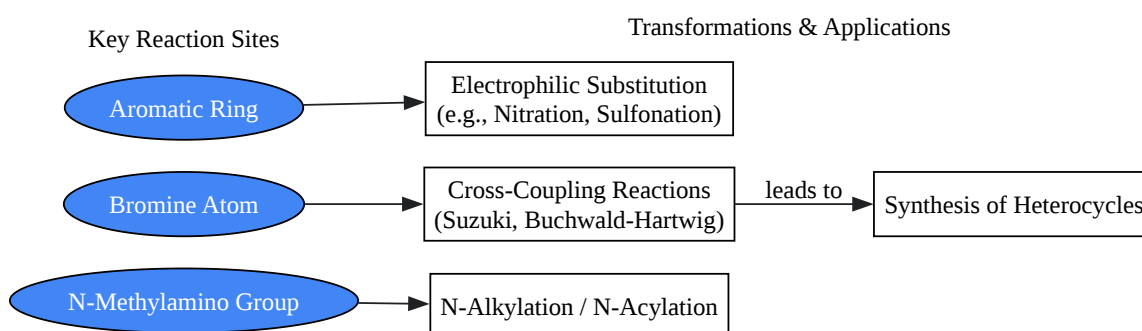 Key Reaction Sites
Transformations & Applications
Aromatic Ring
Electrophilic Substitution
(e.g., Nitration, Sulfonation)
Bromine Atom
Cross-Coupling Reactions
(Suzuki, Buchwald-Hartwig)
leads to
Synthesis of Heterocycles
N-Methylamino Group
N-Alkylation / N-Acylation